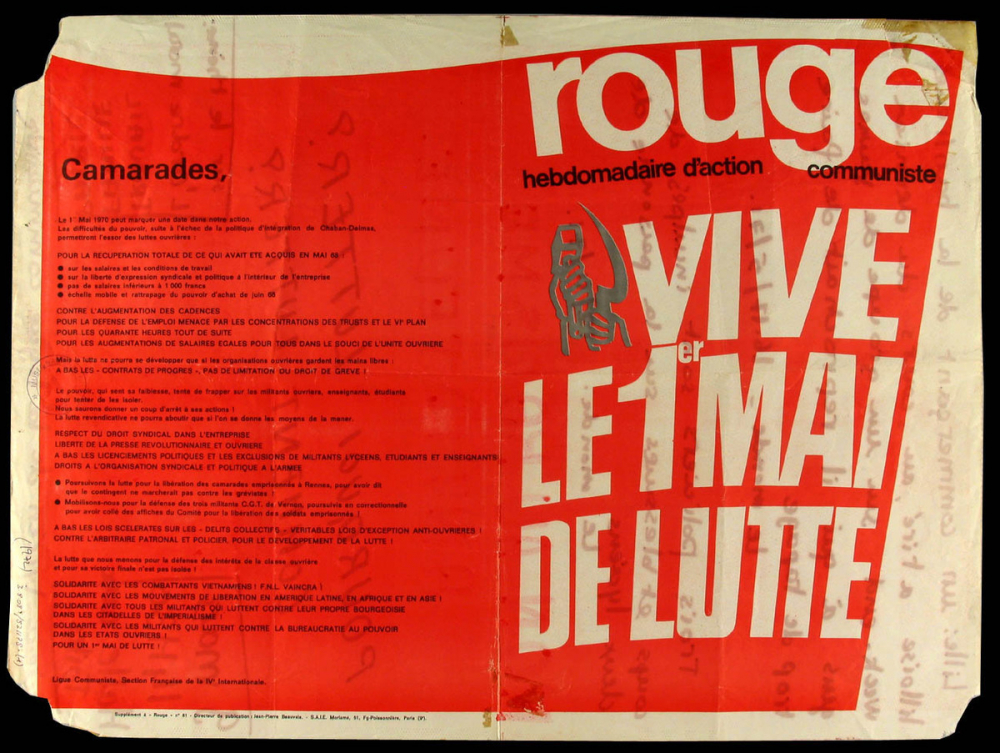 rouge
hebdomadaire d'action communiste
VIVE
LE 1er MAI
DE LUTTE
Camarades,
Le 1er Mai 1970 peut marquer une date dans notre action.
Les difficultés du pouvoir, suite à l'échec de la politique d'intégration de Chaban-Delmas,
permettront l'essor des luttes ouvrières :
POUR LA RECUPERATION TOTALE DE CE QUI AVAIT ETE ACQUIS EN MAI 68 :
● sur les salaires et les conditions de travail
● sur la liberté d'expression syndicale et politique à l'intérieur de l'entreprise
● pas de salaires inférieurs à 1 000 francs
● échelle mobile et rattrapage du pouvoir d'achat de juin 68
CONTRE L'AUGMENTATION DES CADENCES
POUR LA DEFENSE DE L'EMPLOI MENACE PAR LES CONCENTRATIONS DES TRUSTS ET LE VIe PLAN
POUR LES QUARANTE HEURES TOUT DE SUITE
POUR LES AUGMENTATIONS DE SALAIRES EGALES POUR TOUS DANS LE SOUCI DE L'UNITE OUVRIERE
Mais la lutte ne pourra se développer que si les organisations ouvrières gardent les mains libres :
A BAS LES « CONTRATS DE PROGRES », PAS DE LIMITATION DU DROIT DE GREVE !
Le pouvoir, qui sent sa faiblesse, tente de frapper sur les militants ouvriers, enseignants, étudiants
pour tenter de les isoler.
Nous saurons donner un coup d'arrêt à ses actions !
La lutte revendicative ne pourra aboutir que si l'on se donne les moyens de la mener.
RESPECT DU DROIT SYNDICAL DANS L'ENTREPRISE
LIBERTE DE LA PRESSE REVOLUTIONNAIRE ET OUVRIERE
A BAS LES LICENCIEMENTS POLITIQUES ET LES EXCLUSIONS DE MILITANTS LYCEENS, ETUDIANTS ET ENSEIGNANTS
DROITS A L'ORGANISATION SYNDICALE ET POLITIQUE A L'ARMEE
● Poursuivons la lutte pour la libération des camarades emprisonnés à Rennes, pour avoir dit
que le contingent ne marcherait pas contre les grévistes !
● Mobilisons-nous pour la défense des trois militants C.G.T. de Vernon, poursuivis en correctionnelle
pour avoir collé des affiches du Comité pour la libération des soldats emprisonnés !
A BAS LES LOIS SCELERATES SUR LES « DELITS COLLECTIFS » VERITABLES LOIS D'EXCEPTION ANTI-OUVRIERES !
CONTRE L'ARBITRAIRE PATRONAL ET POLICIER, POUR LE DEVELOPPEMENT DE LA LUTTE !
La lutte que nous menons pour la défense des intérêts de la classe ouvrière
et pour sa victoire finale n'est pas isolée !
SOLIDARITE AVEC LES COMBATTANTS VIETNAMIENS ! F.N.L. VAINCRA !
SOLIDARITE AVEC LES MOUVEMENTS DE LIBERATION EN AMERIQUE LATINE, EN AFRIQUE ET EN ASIE !
SOLIDARITE AVEC TOUS LES MILITANTS QUI LUTTENT CONTRE LEUR PROPRE BOURGEOISIE
DANS LES CITADELLES DE L'IMPERIALISME !
SOLIDARITE AVEC LES MILITANTS QUI LUTTENT CONTRE LA BUREAUCRATIE AU POUVOIR
DANS LES ETATS OUVRIERS !
POUR UN 1er MAI DE LUTTE !
Ligue Communiste, Section Française de la IVe Internationale.
Supplément à « Rouge » n° 61 - Directeur de publication : Jean-Pierre Beauvais. - S.A.I.E. Marlame, 51, Fg-Poissonnière, Paris (9e).